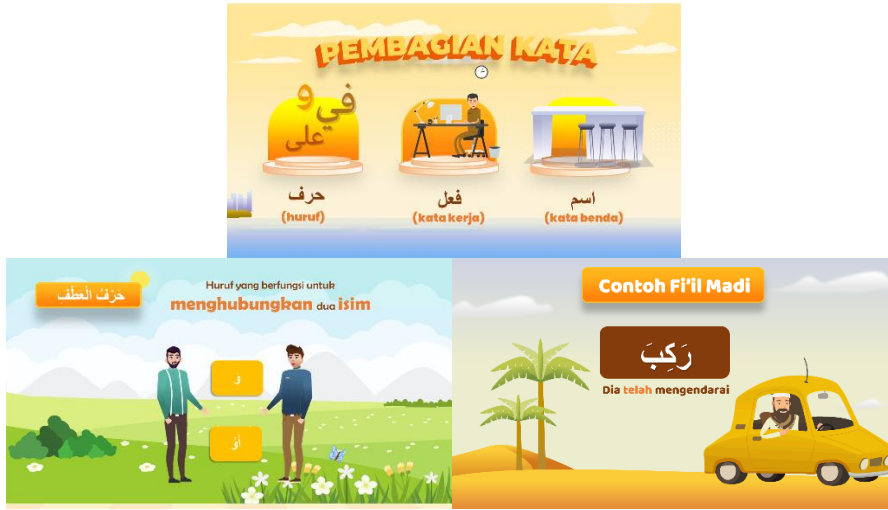 PEMBAGIAN KATA
في
و
على
اسم
فعل
حرف
(huruf)
(kata kerja)
(kata benda)
حَرْفُ الْعَطْفِ
Huruf yang berfungsi untuk
menghubungkan dua isim
وَ
أَوْ
Contoh Fi'il Madi
رَكِبَ
Dia telah mengendarai